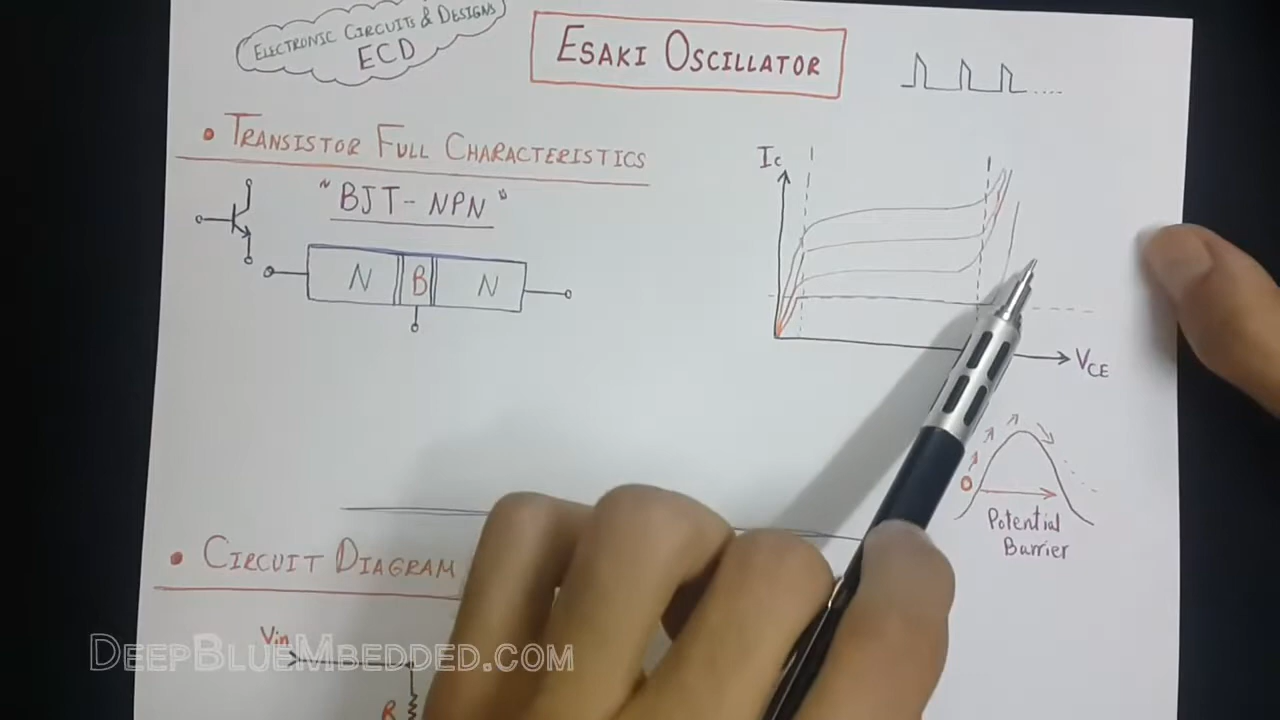 ELECTRONIC CIRCUITS & DESIGNS
ECD
ESAKI OSCILLATOR
• TRANSISTOR FULL CHARACTERISTICS
"BJT-NPN"
N B N
Ic
VCE
Potential
Barrier
• CIRCUIT DIAGRAM
Vin
R
DEEPBLUEMBEDDED.COM